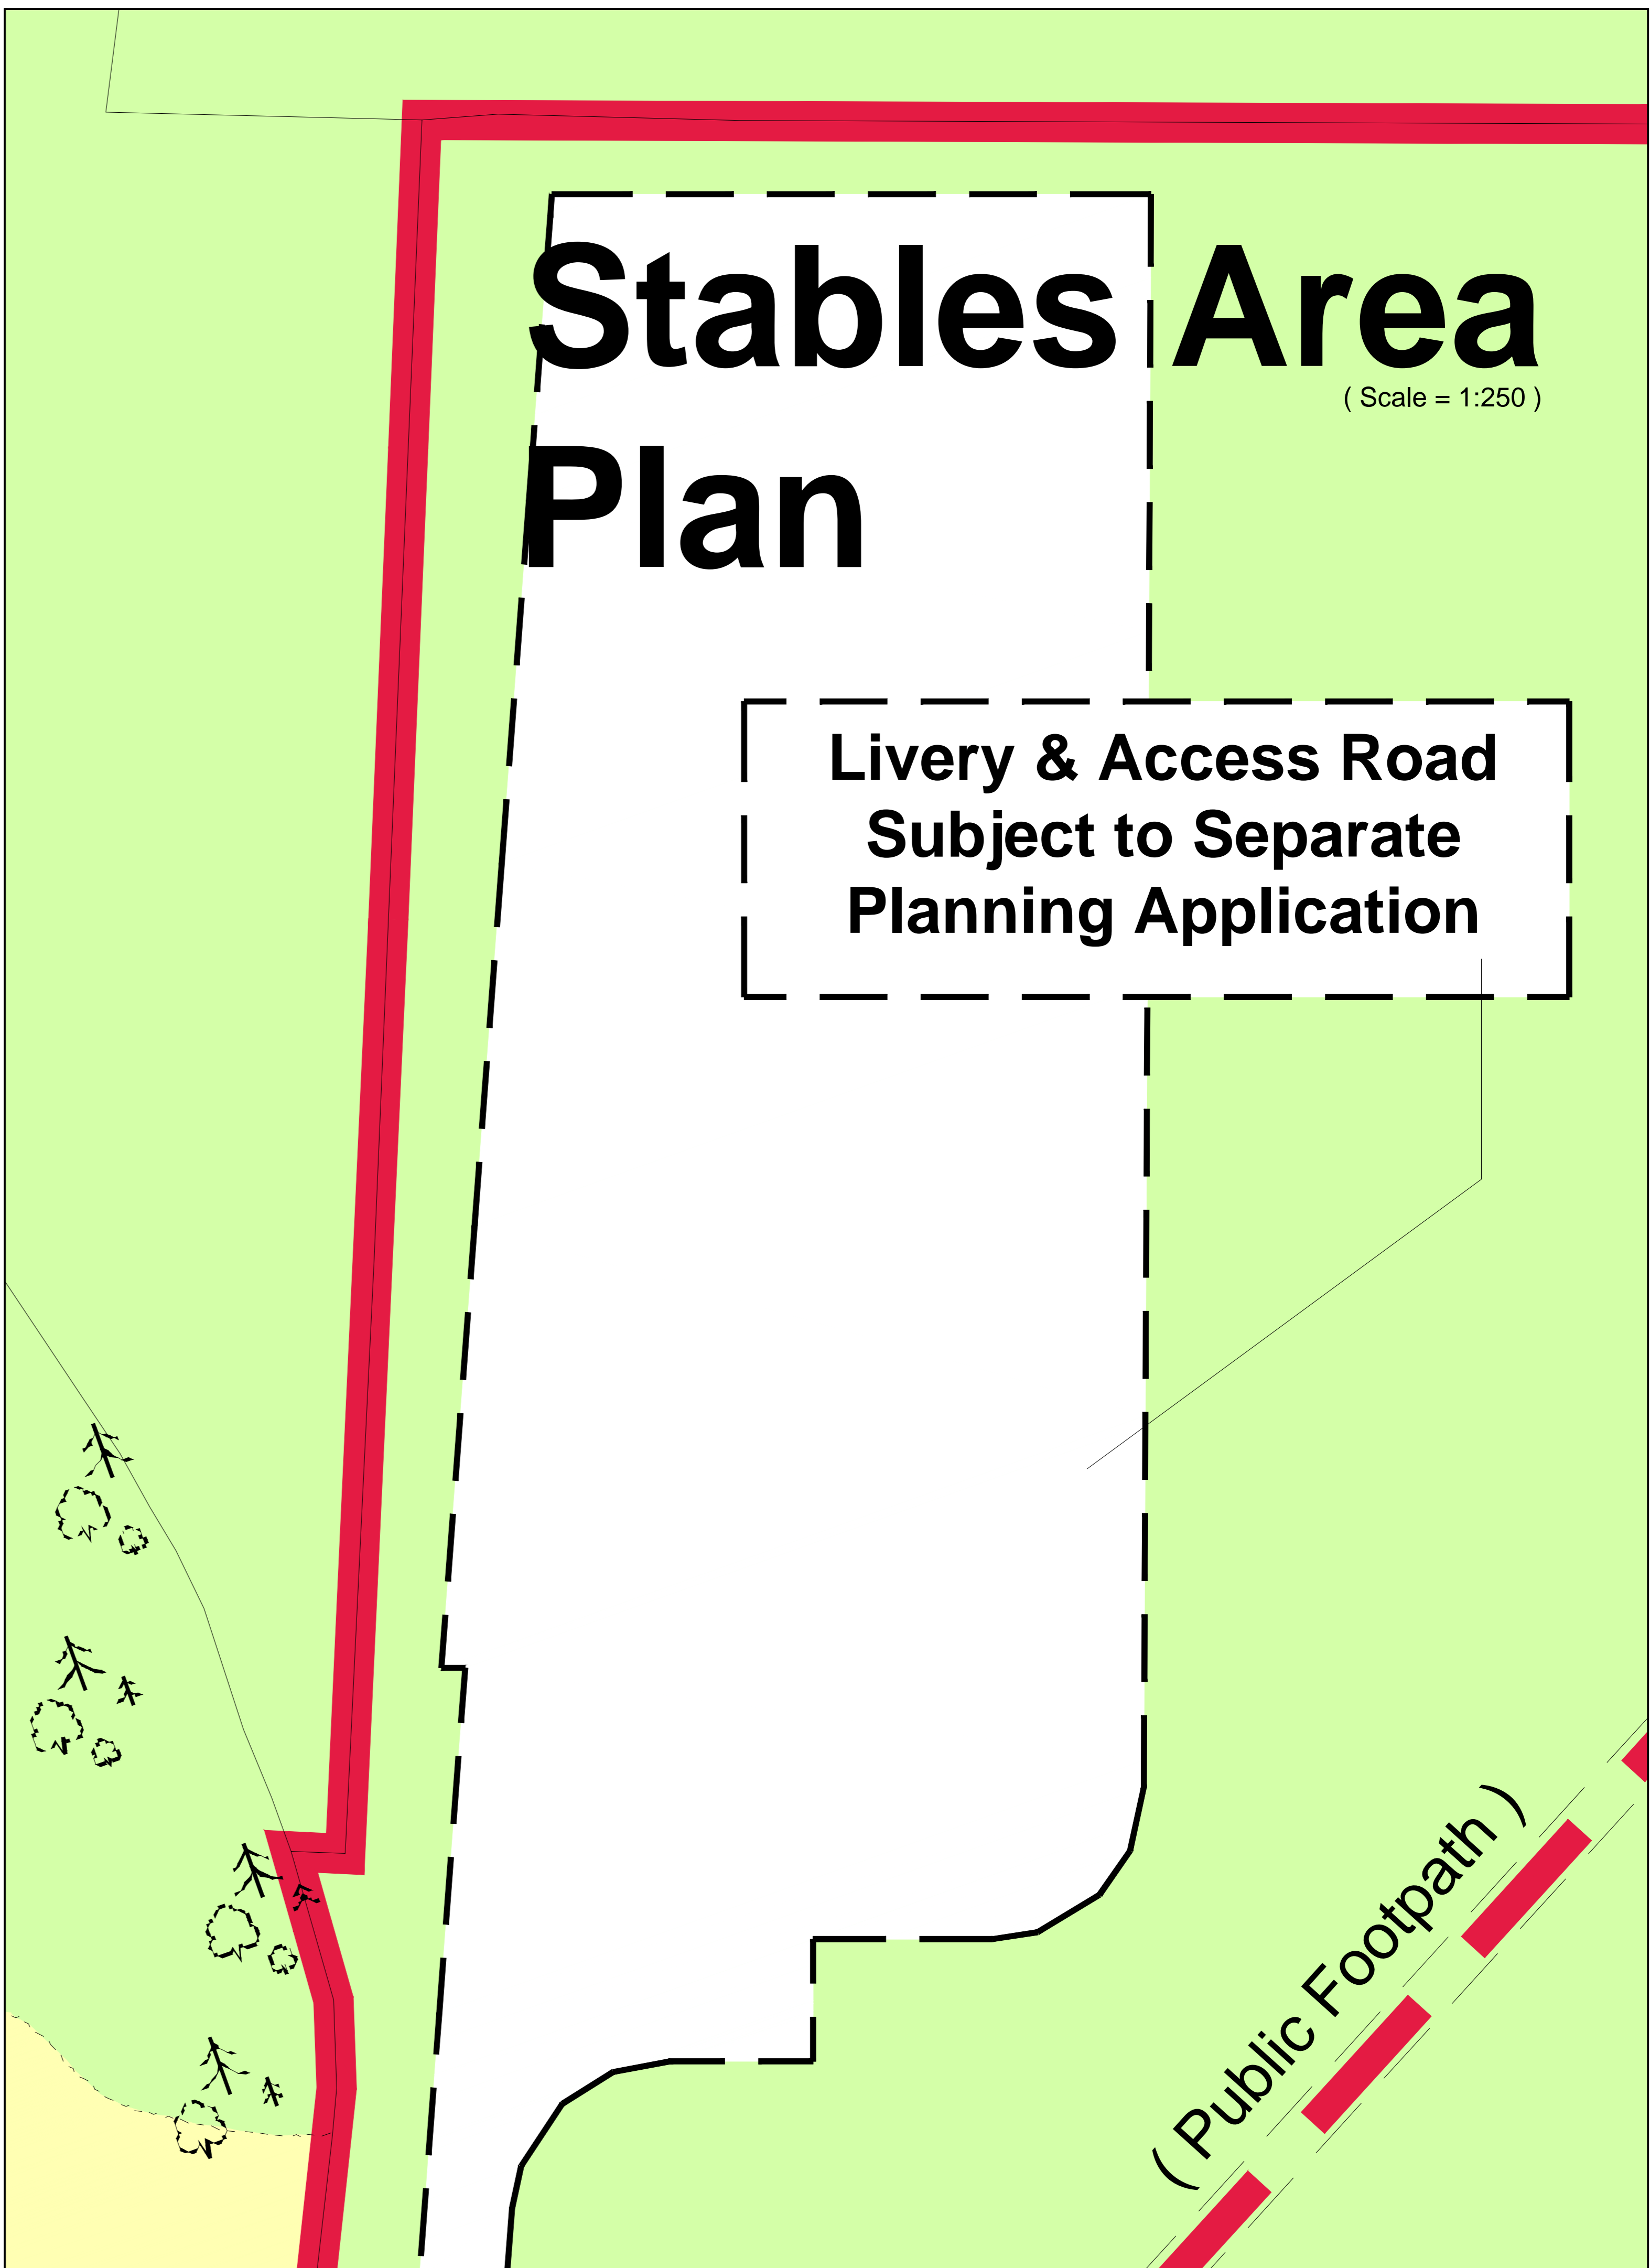 Stables Area
( Scale = 1:250 )
Plan
Livery & Access Road
Subject to Separate
Planning Application
( Public Footpath )